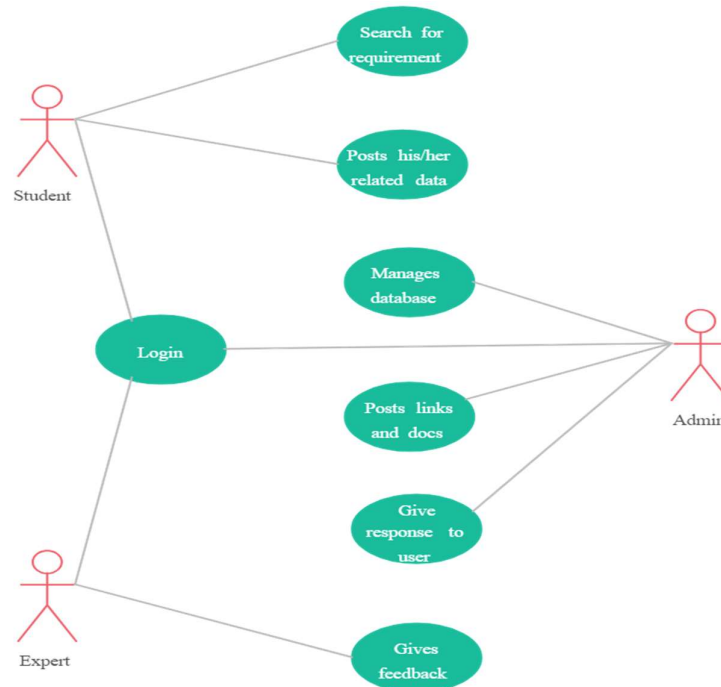 Search for
requirement
Student
Posts his/her
related data
Manages
database
Login
Admin
Posts links
and docs
Give
response to
user
Expert
Gives
feedback